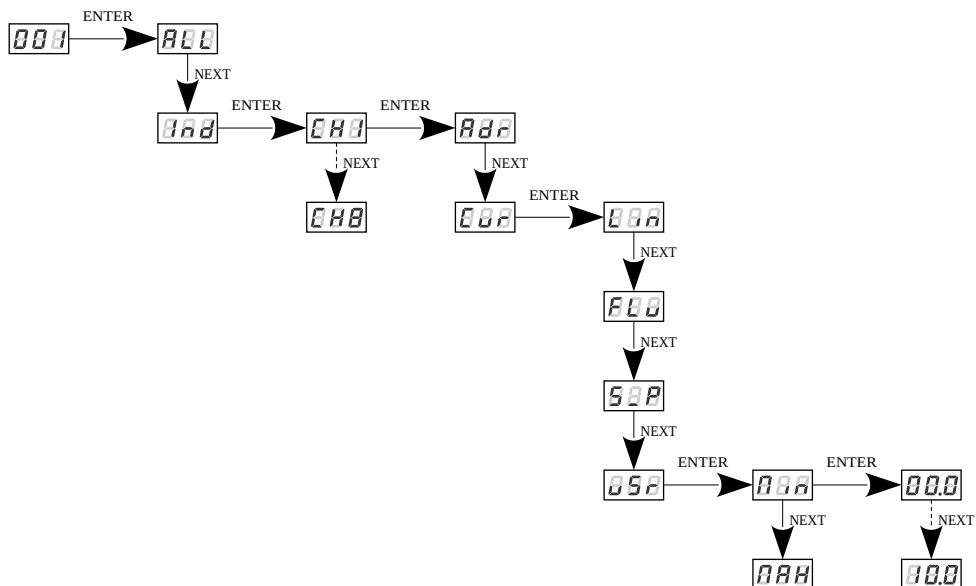 ENTER
001 ALL
NEXT
ENTER ENTER
Ind CH1 Adr
NEXT NEXT
ENTER
CH8 Cur Lin
NEXT
FLu
NEXT
S_P
NEXT
ENTER ENTER
uSr Min 00.0
NEXT NEXT
MAH 10.0